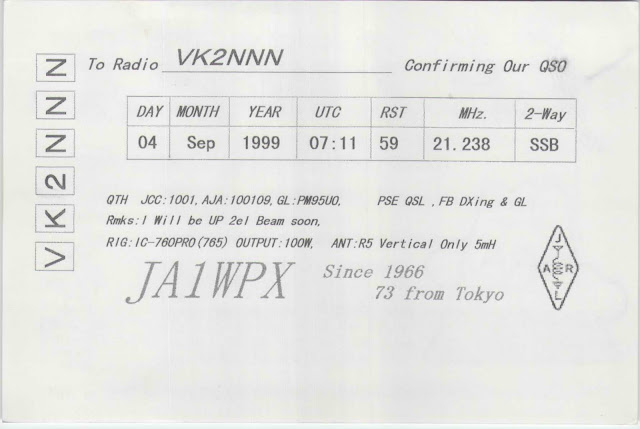 To Radio VK2NNN Confirming Our QSO
DAY MONTH YEAR UTC RST MHz. 2-Way
04 Sep 1999 07:11 59 21.238 SSB
QTH JCC:1001, AJA:100109, GL:PM95UO, PSE QSL , FB DXing & GL
Rmks:I Will be UP 2el Beam soon,
RIG:IC-760PRO(765) OUTPUT:100W, ANT:R5 Vertical Only 5mH
JA1WPX Since 1966
73 from Tokyo
VK2NNN
J
A R
L